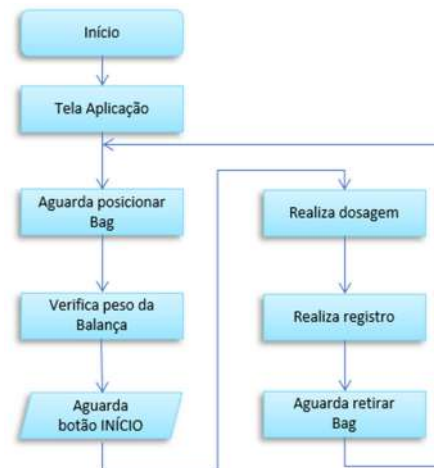 Início
Tela Aplicação
Aguarda posicionar
Bag
Verifica peso da
Balança
Aguarda
botão INÍCIO
Realiza dosagem
Realiza registro
Aguarda retirar
Bag